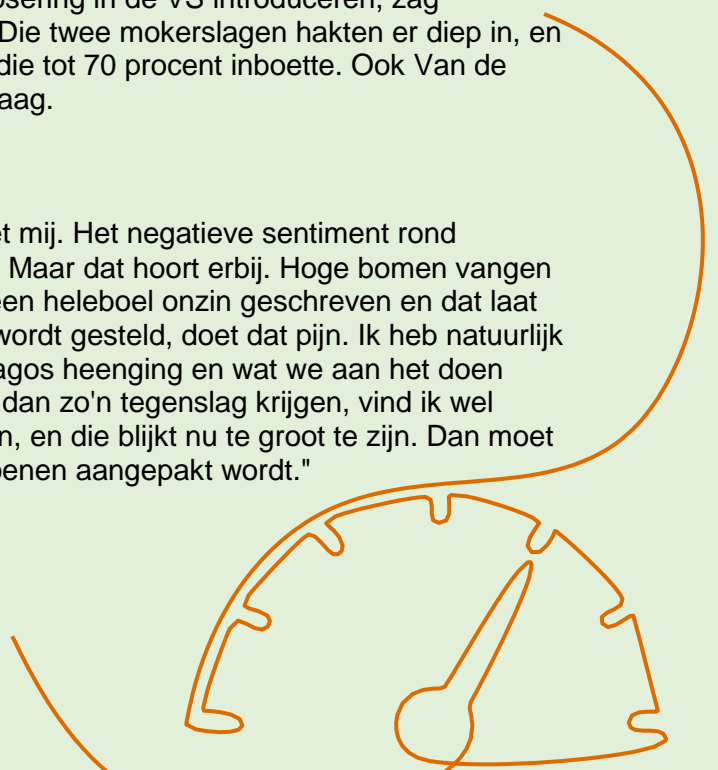 osering in de VS introduceren, zag
Die twee mokerslagen hakten er diep in, en
die tot 70 procent inboette. Ook Van de
aag.
et mij. Het negatieve sentiment rond
Maar dat hoort erbij. Hoge bomen vangen
een heleboel onzin geschreven en dat laat
wordt gesteld, doet dat pijn. Ik heb natuurlijk
agos heenging en wat we aan het doen
dan zo'n tegenslag krijgen, vind ik wel
n, en die blijkt nu te groot te zijn. Dan moet
benen aangepakt wordt."